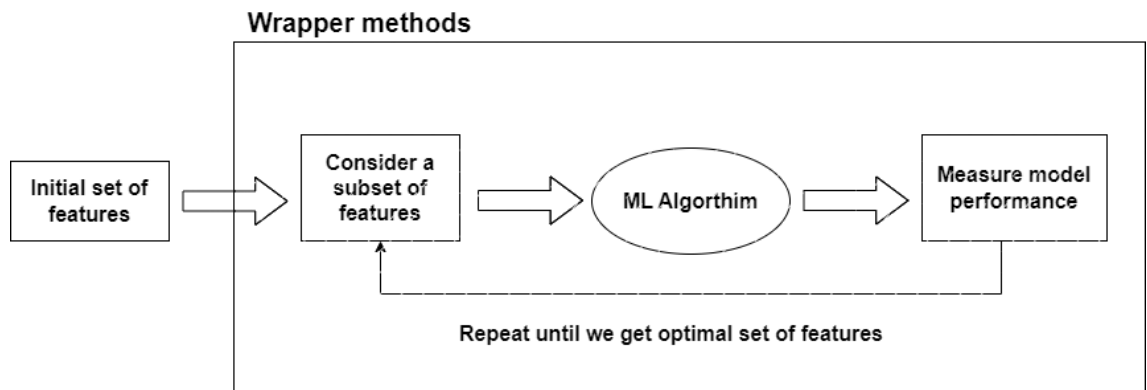 Wrapper methods
Initial set of
features
Consider a
subset of
features
ML Algorthim
Measure model
performance
Repeat until we get optimal set of features